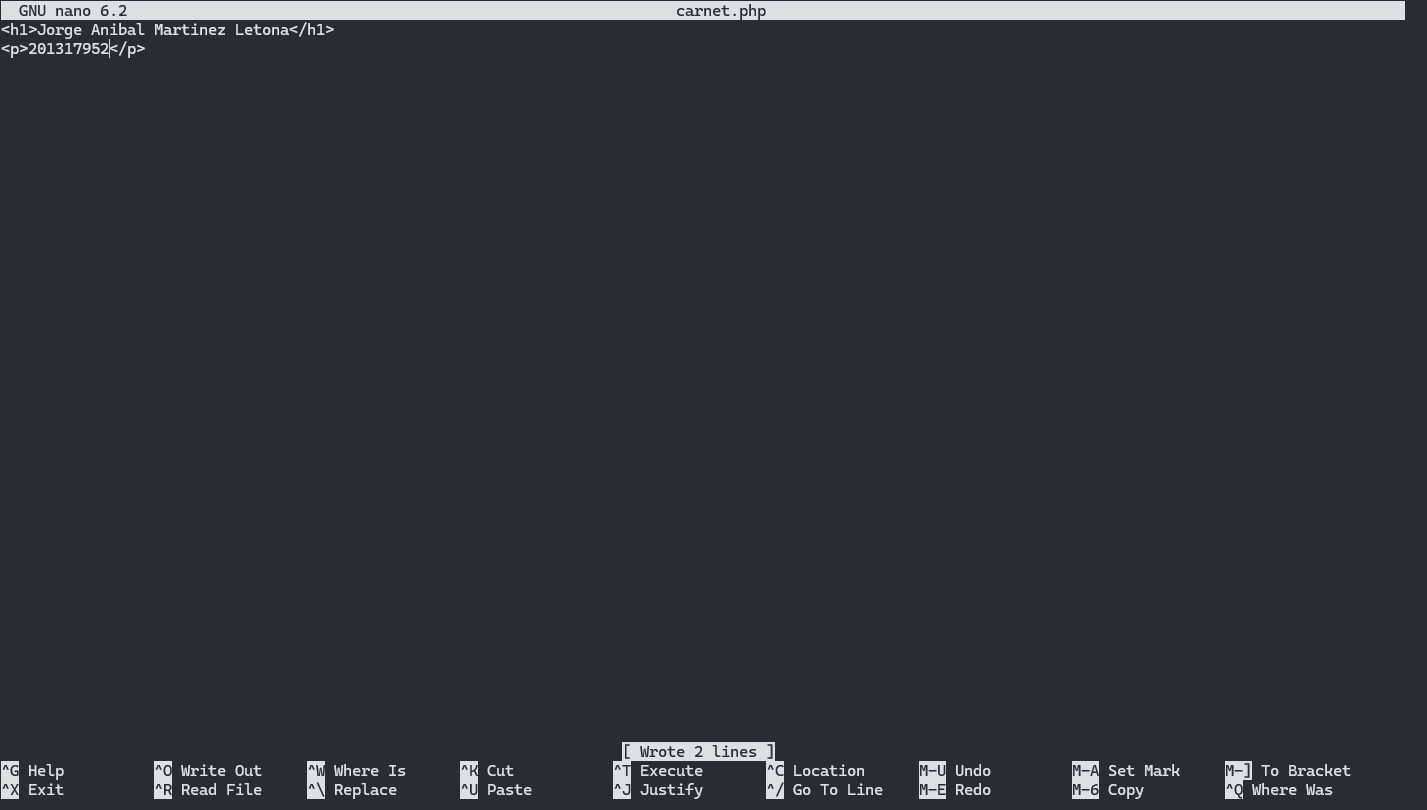 GNU nano 6.2 carnet.php
<h1>Jorge Anibal Martinez Letona</h1>
<p>201317952</p>
[ Wrote 2 lines ]
^G Help ^O Write Out ^W Where Is ^K Cut ^T Execute ^C Location M-U Undo M-A Set Mark M-] To Bracket
^X Exit ^R Read File ^\ Replace ^U Paste ^J Justify ^/ Go To Line M-E Redo M-6 Copy ^Q Where Was